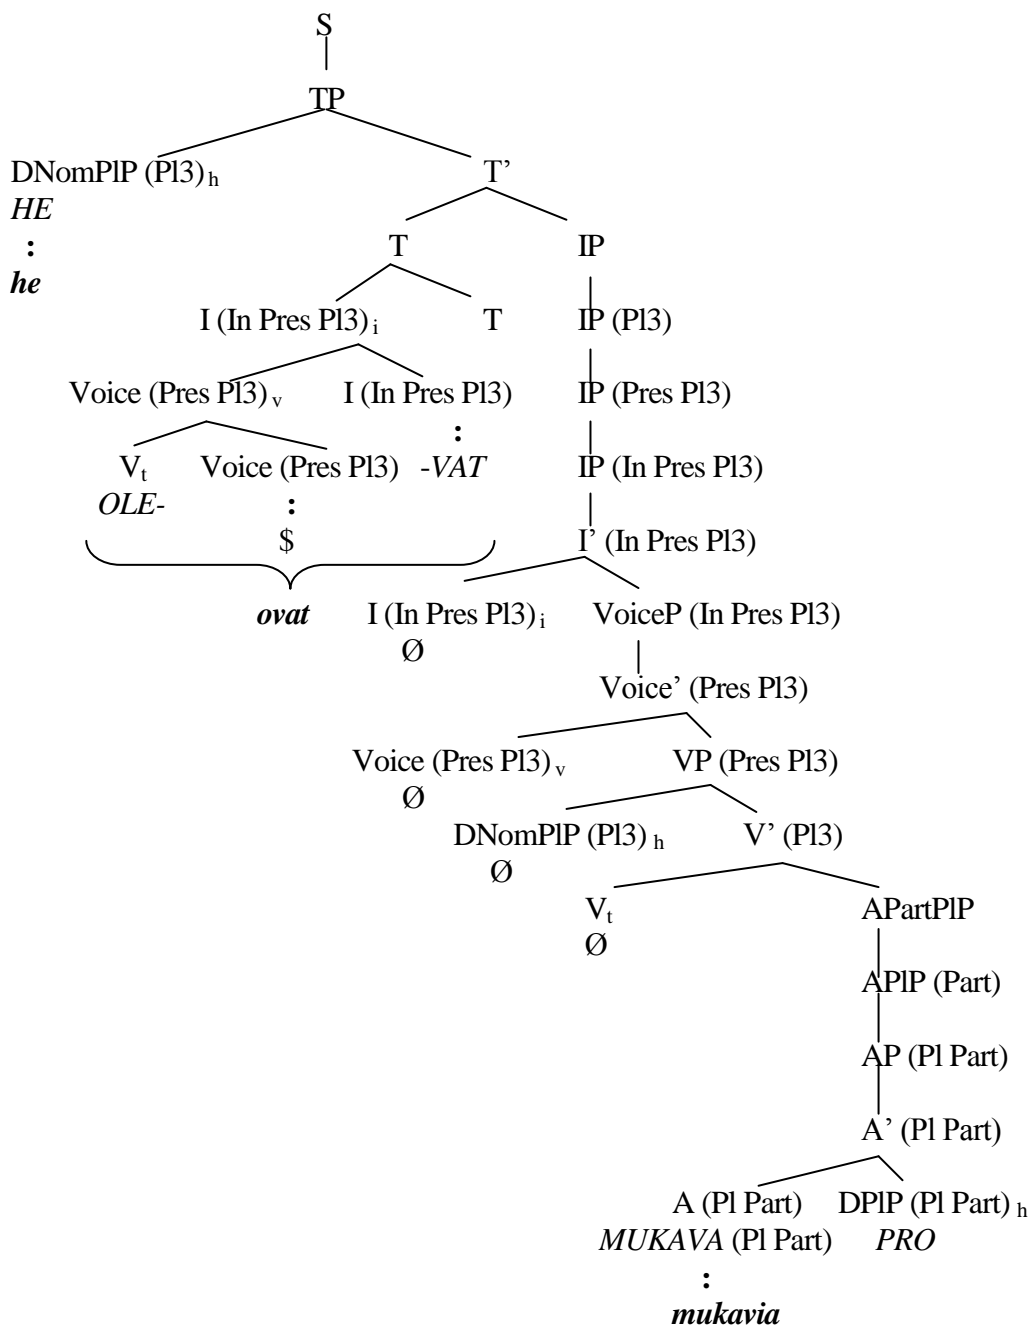 S
TP
DNomPlP (Pl3) h T’
HE
: T IP
he
I (In Pres Pl3) i T IP (Pl3)
Voice (Pres Pl3) v I (In Pres Pl3) IP (Pres Pl3)
:
Vt Voice (Pres Pl3) -VAT IP (In Pres Pl3)
OLE- :
$ I’ (In Pres Pl3)
ovat I (In Pres Pl3) i VoiceP (In Pres Pl3)
Ø
Voice’ (Pres Pl3)
Voice (Pres Pl3) v VP (Pres Pl3)
Ø
DNomPlP (Pl3) h V’ (Pl3)
Ø
Vt APartPlP
Ø
APlP (Part)
AP (Pl Part)
A’ (Pl Part)
A (Pl Part) DPlP (Pl Part) h
MUKAVA (Pl Part) PRO
:
mukavia